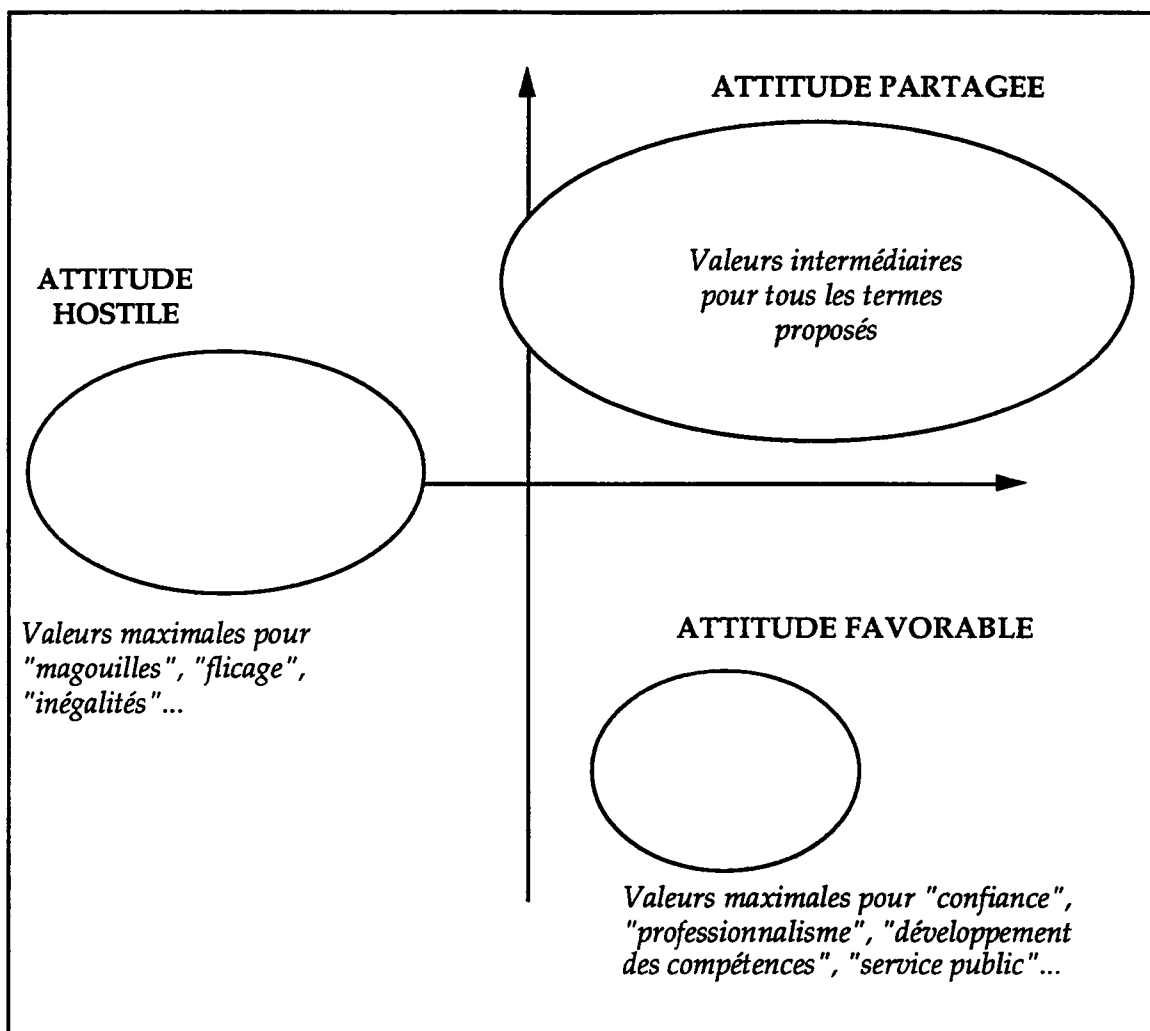 ATTITUDE PARTAGEE
Valeurs intermédiaires
pour tous les termes
proposés
ATTITUDE
HOSTILE
Valeurs maximales pour
"magouilles", "flicage",
"inégalités"...
ATTITUDE FAVORABLE
Valeurs maximales pour "confiance",
"professionnalisme", "développement
des compétences", "service public"...